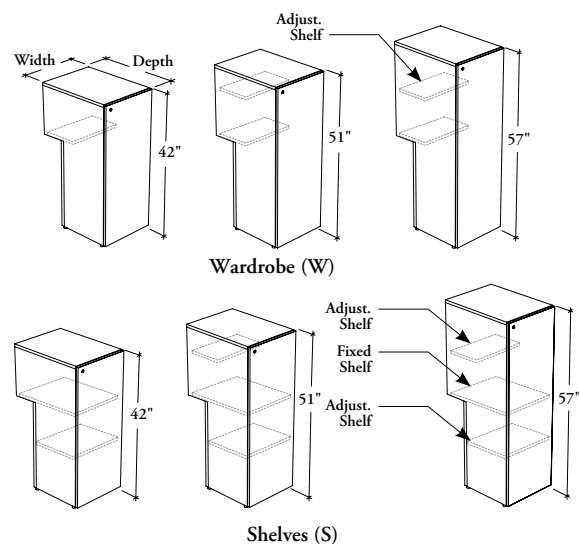 Adjust.
Shelf
Width
Depth
42"
51"
57"
Wardrobe (W)
Adjust.
Shelf
Fixed
Shelf
Adjust.
Shelf
42"
51"
57"
Shelves (S)